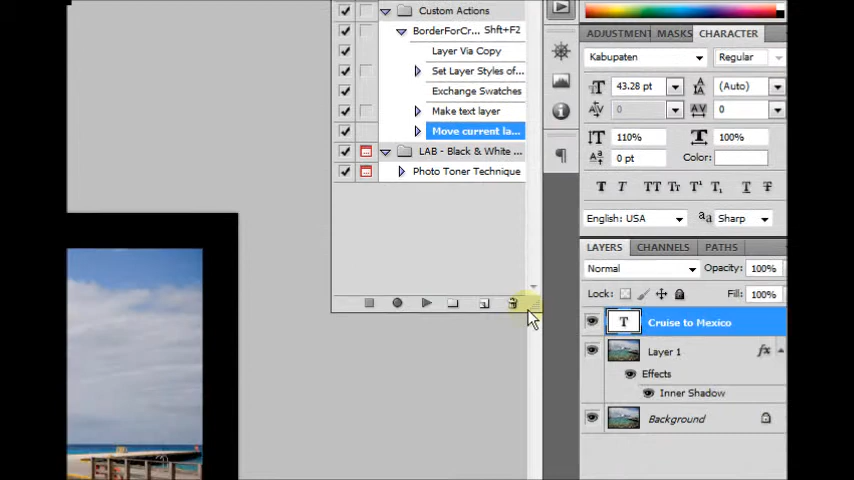 Custom Actions
BorderForCr... Shft+F2
Layer Via Copy
Set Layer Styles of...
Exchange Swatches
Make text layer
Move current la...
LAB - Black & White ...
Photo Toner Technique
ADJUSTMENT MASKS CHARACTER
Kabupaten Regular
43.28 pt (Auto)
0 0
110% 100%
0 pt Color:
T T TT Tr T¹ T₁ T T
English: USA aa Sharp
LAYERS CHANNELS PATHS
Normal Opacity: 100%
Lock: Fill: 100%
T Cruise to Mexico
Layer 1 fx
Effects
Inner Shadow
Background